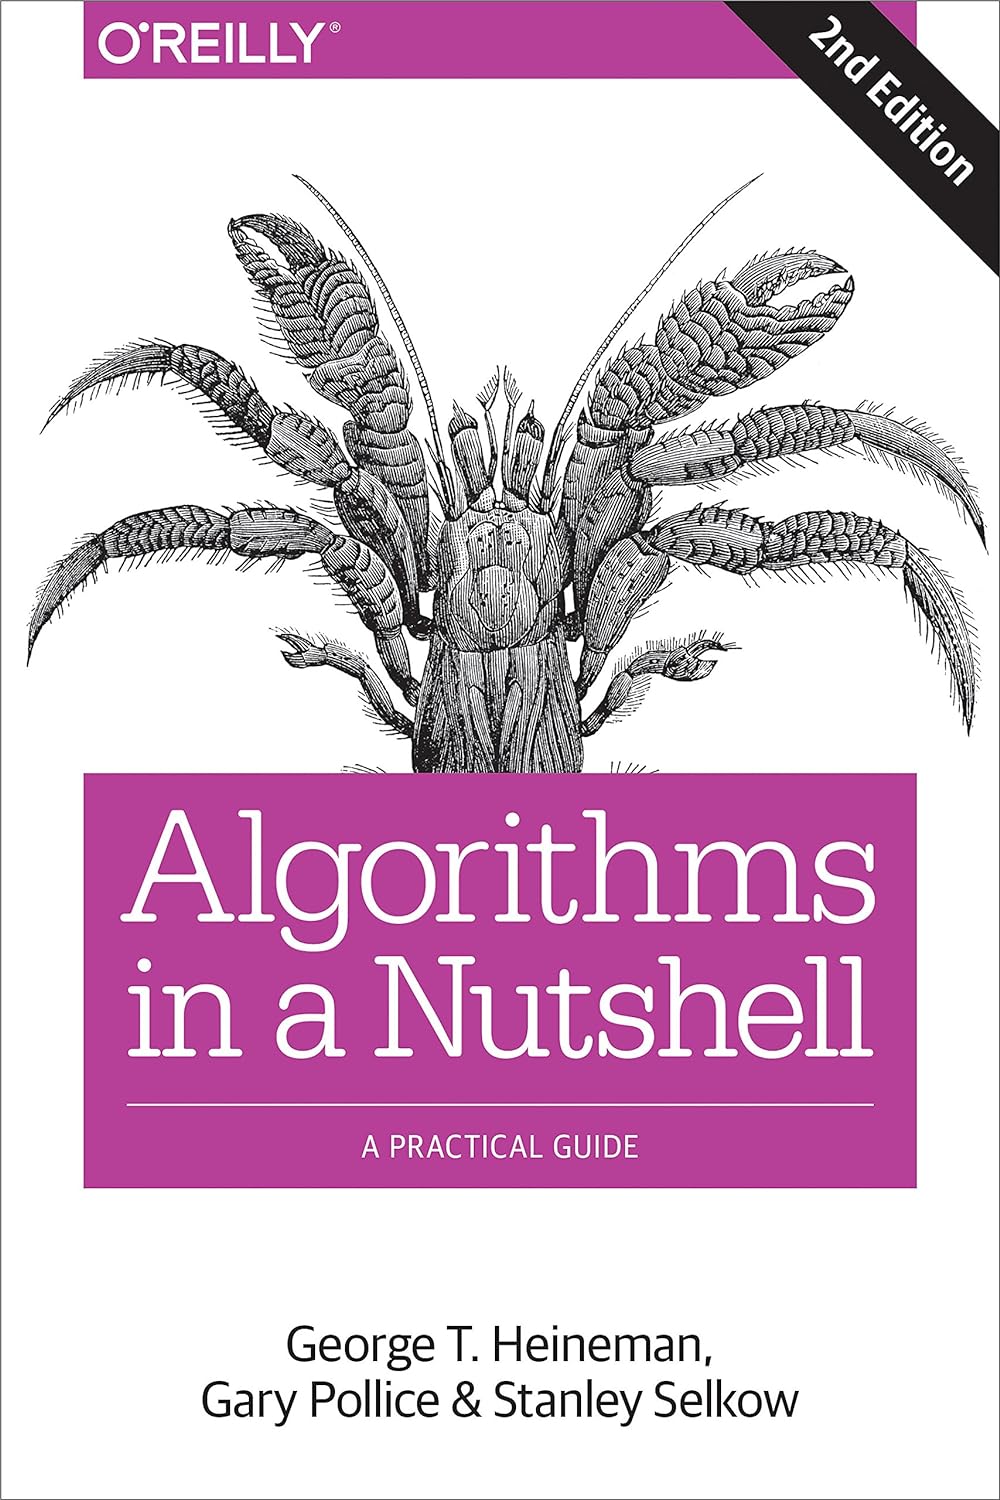 O'REILLY®
2nd Edition
Algorithms
in a Nutshell
A PRACTICAL GUIDE
George T. Heineman,
Gary Pollice & Stanley Selkow